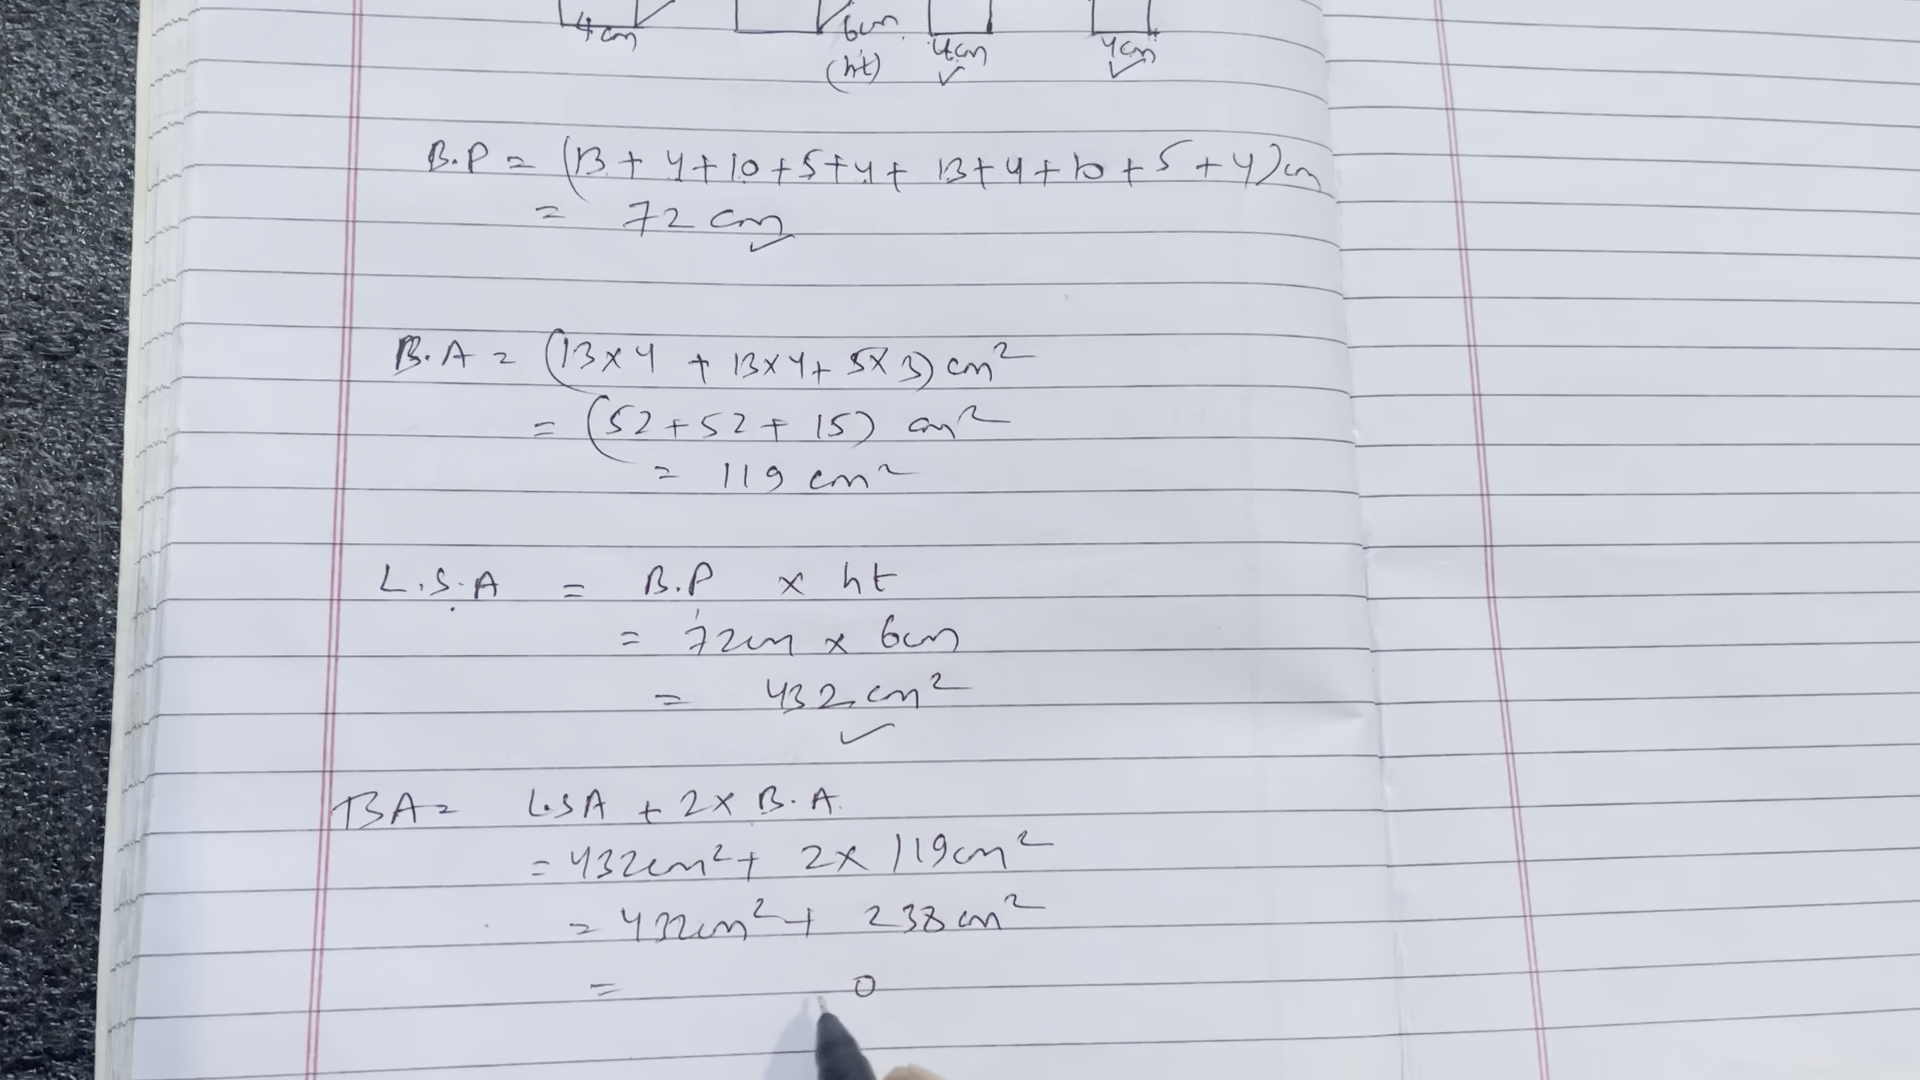 4cm 6cm 4cm 4cm
(ht)
B.P = (13 + 4 + 10 + 5 + 4 + 13 + 4 + 10 + 5 + 4) cm
= 72 cm
B.A = (13 x 4 + 13 x 4 + 5 x 3) cm²
= (52 + 52 + 15) cm²
= 119 cm²
L.S.A = B.P x ht
= 72cm x 6cm
= 432 cm²
TSA = LSA + 2 x B.A.
= 432cm² + 2 x 119cm²
= 432cm² + 238cm²
= 0